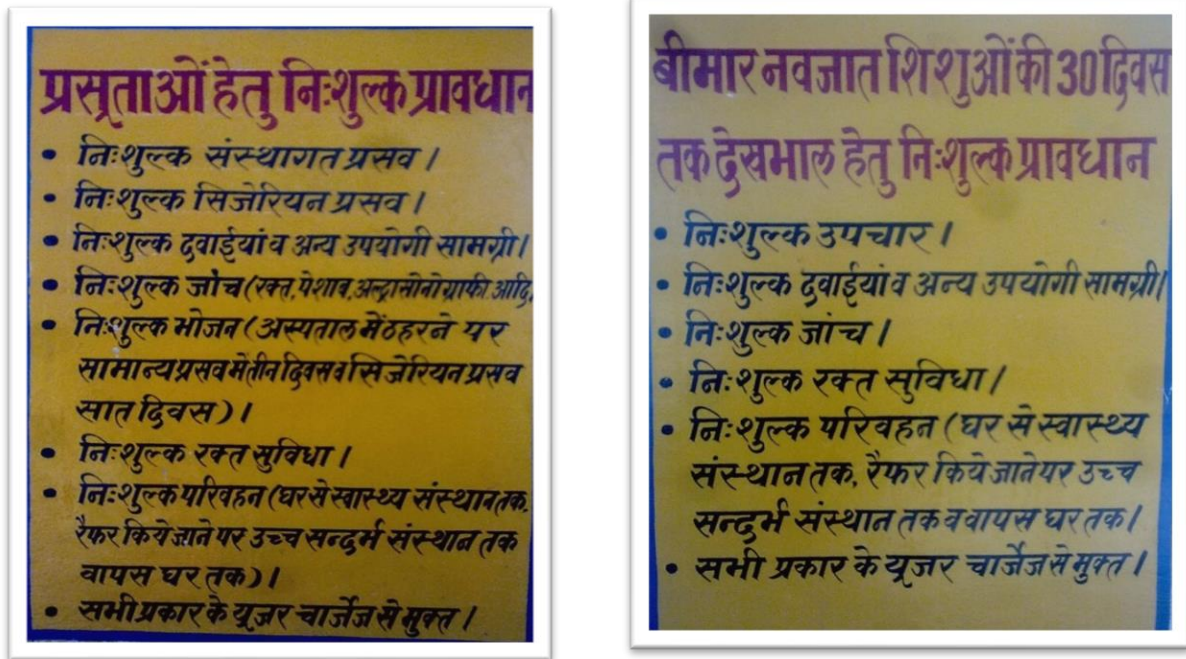 प्रसूताओं हेतु निःशुल्क प्रावधान
• निःशुल्क संस्थागत प्रसव ।
• निःशुल्क सिजेरियन प्रसव ।
• निःशुल्क दवाईयां व अन्य उपयोगी सामग्री।
• निःशुल्क जांच (रक्त, पेशाब, अल्ट्रासोनोग्राफी आदि
• निःशुल्क भोजन (अस्पताल में ठहरने पर
सामान्य प्रसव में तीन दिवस व सिजेरियन प्रसव
सात दिवस)।
• निःशुल्क रक्त सुविधा ।
• निःशुल्क परिवहन (घर से स्वास्थ्य संस्थान तक,
रैफर किये जाने पर उच्च सन्दर्भ संस्थान तक
वापस घर तक)।
• सभी प्रकार के यूजर चार्जेज से मुक्त ।
बीमार नवजात शिशुओं की 30 दिवस
तक देखभाल हेतु निःशुल्क प्रावधान
• निःशुल्क उपचार ।
• निःशुल्क दवाईयां व अन्य उपयोगी सामग्री।
• निःशुल्क जांच ।
• निःशुल्क रक्त सुविधा ।
• निःशुल्क परिवहन (घर से स्वास्थ्य
संस्थान तक, रैफर किये जाने पर उच्च
सन्दर्भ संस्थान तक व वापस घर तक।
• सभी प्रकार के यूजर चार्जेज से मुक्त ।